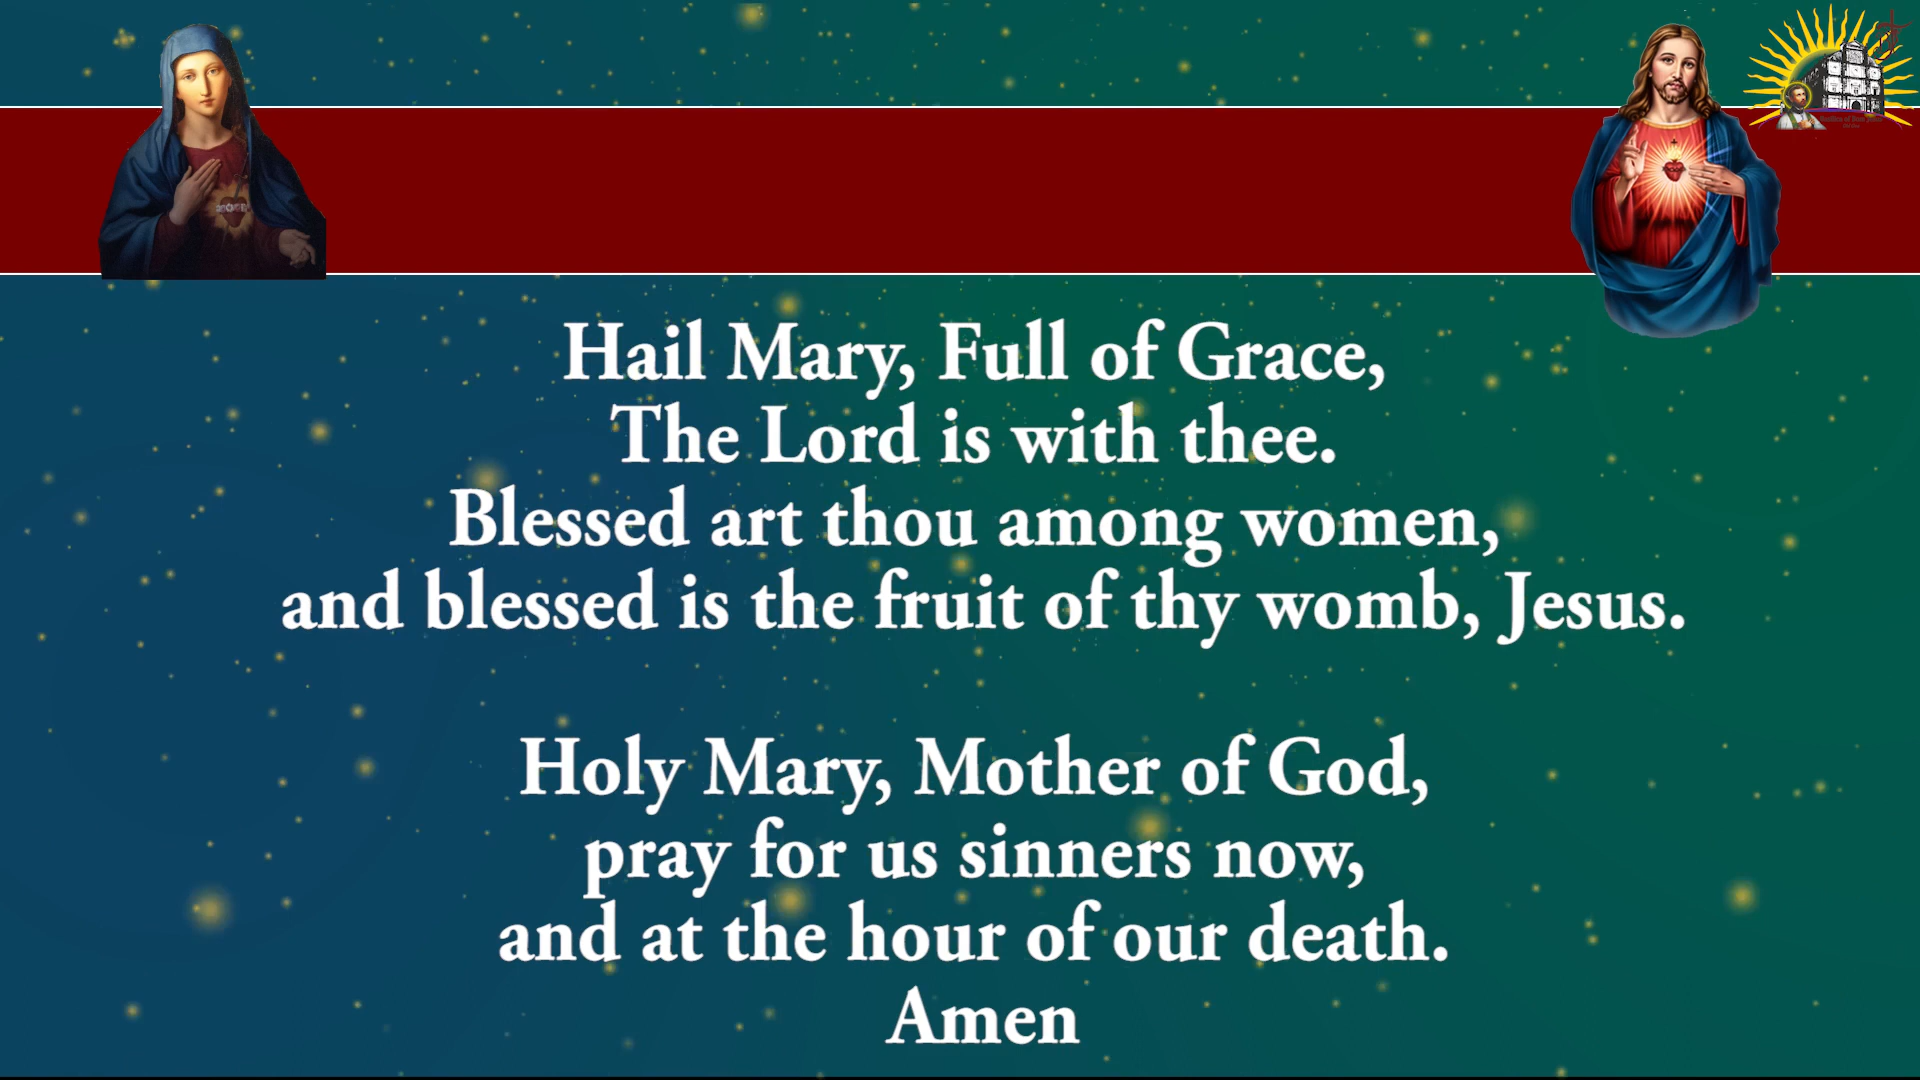 Hail Mary, Full of Grace,
The Lord is with thee.
Blessed art thou among women,
and blessed is the fruit of thy womb, Jesus.
Holy Mary, Mother of God,
pray for us sinners now,
and at the hour of our death.
Amen